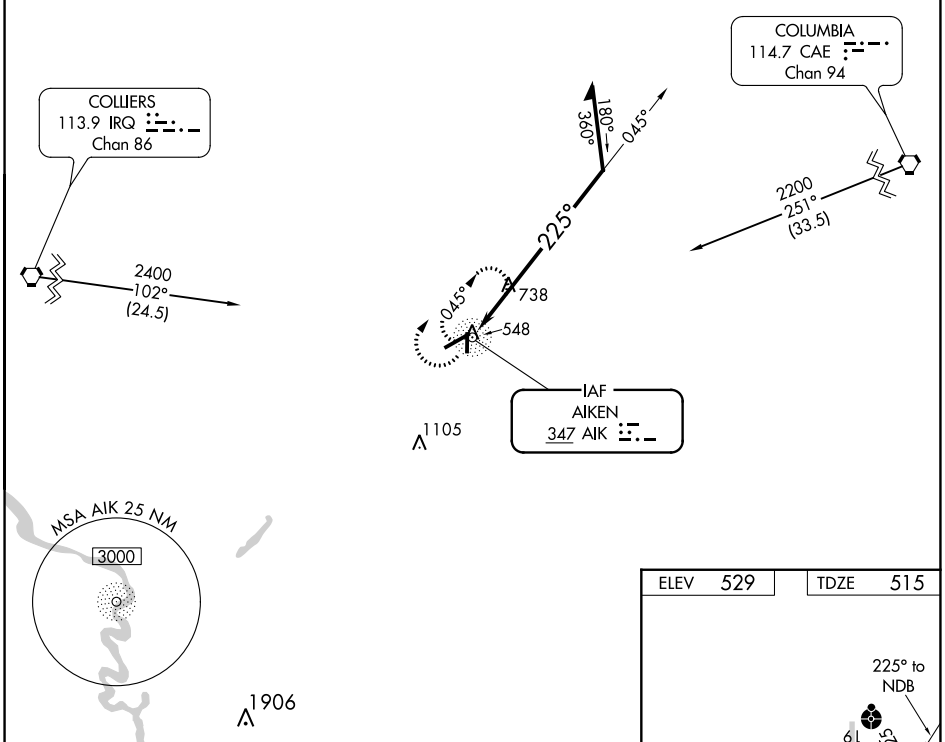 COLUMBIA
114.7 CAE
Chan 94
COLLIERS
113.9 IRQ
Chan 86
180°
360°
045°
2200
251°
(33.5)
225°
2400
102°
(24.5)
045°
738
548
IAF
AIKEN
347 AIK
1105
MSA AIK 25 NM
3000
ELEV 529
TDZE 515
225° to
NDB
1906
6L